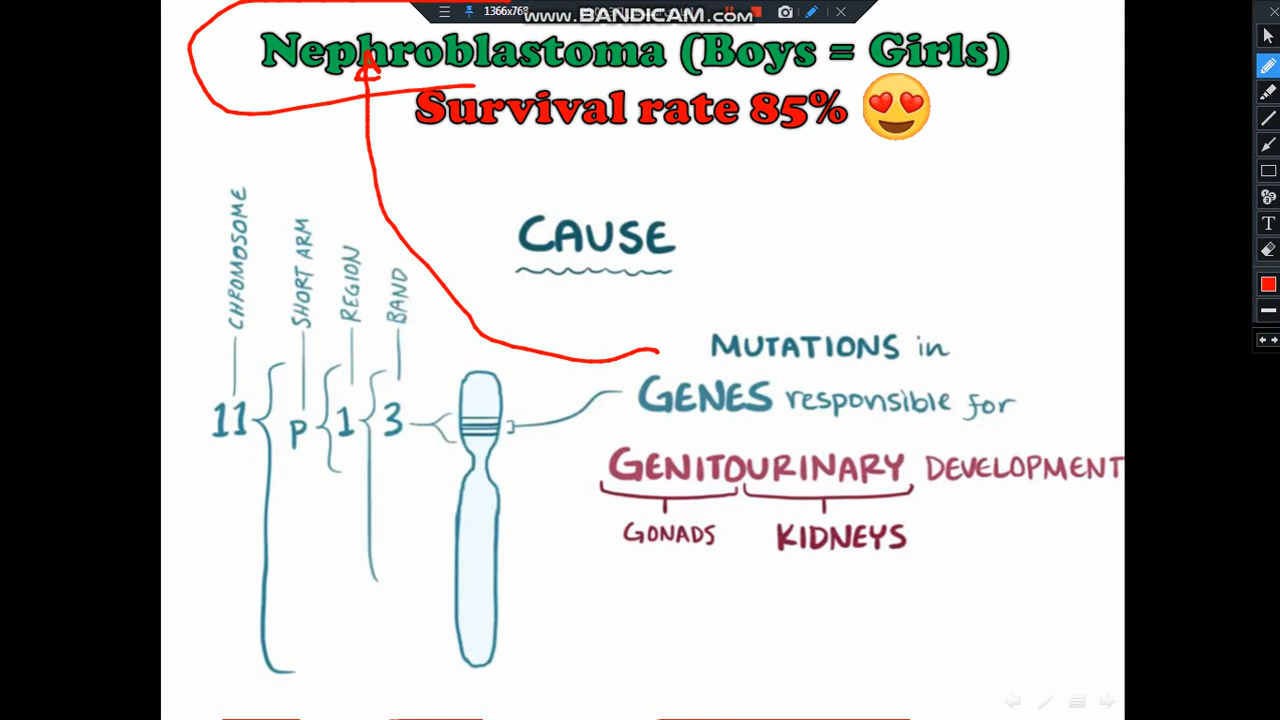 1366x768
www.BANDICAM.com
Nephroblastoma (Boys = Girls)
Survival rate 85%
CHROMOSOME
SHORT ARM
REGION
BAND
11 p 1 3
CAUSE
MUTATIONS in
GENES responsible for
GENITOURINARY DEVELOPMENT
GONADS KIDNEYS
T